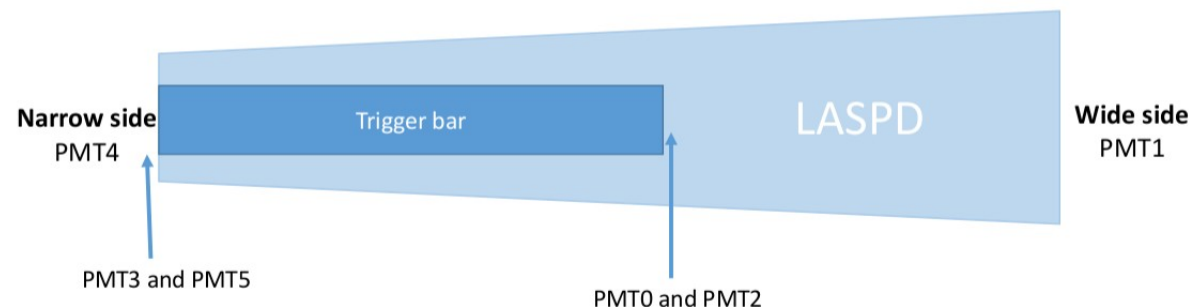 Narrow side
PMT4
Trigger bar
LASPD
Wide side
PMT1
PMT3 and PMT5
PMT0 and PMT2